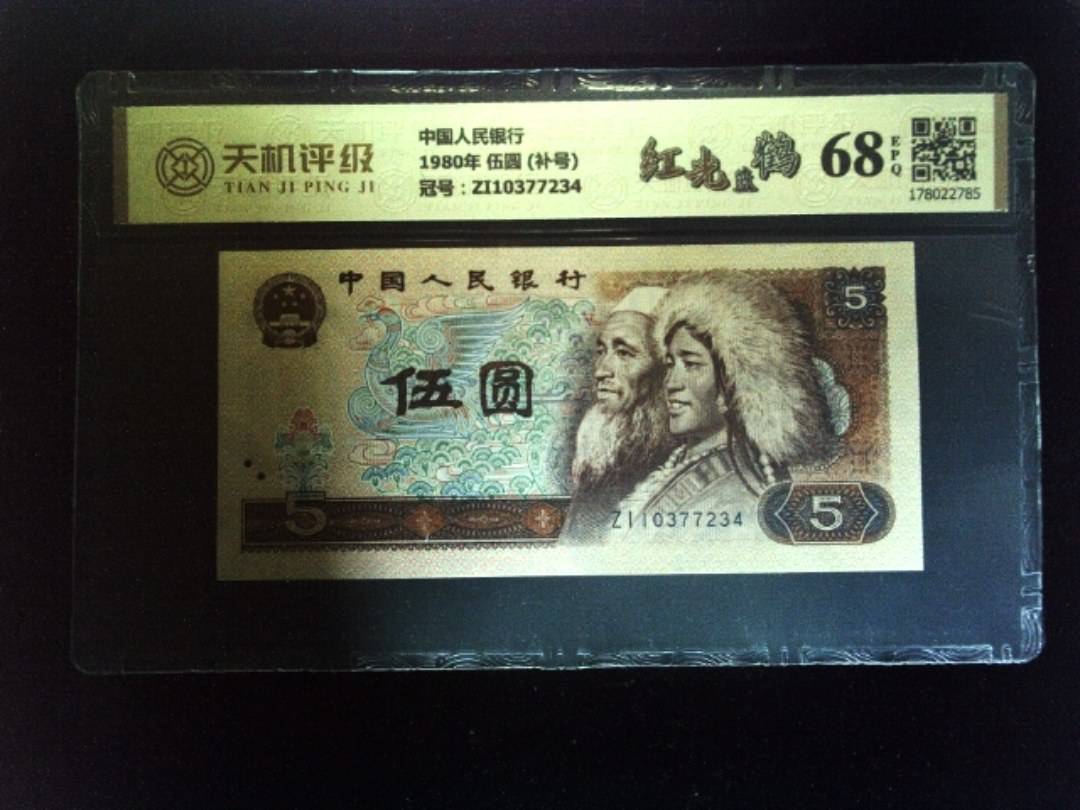 天机评级
TIAN JI PING JI
中国人民银行
1980年 伍圆 (补号)
冠号：ZI10377234
红光蓝鹤
68
EPQ
178022785
中国人民银行
5
伍圆
5
ZI10377234
5